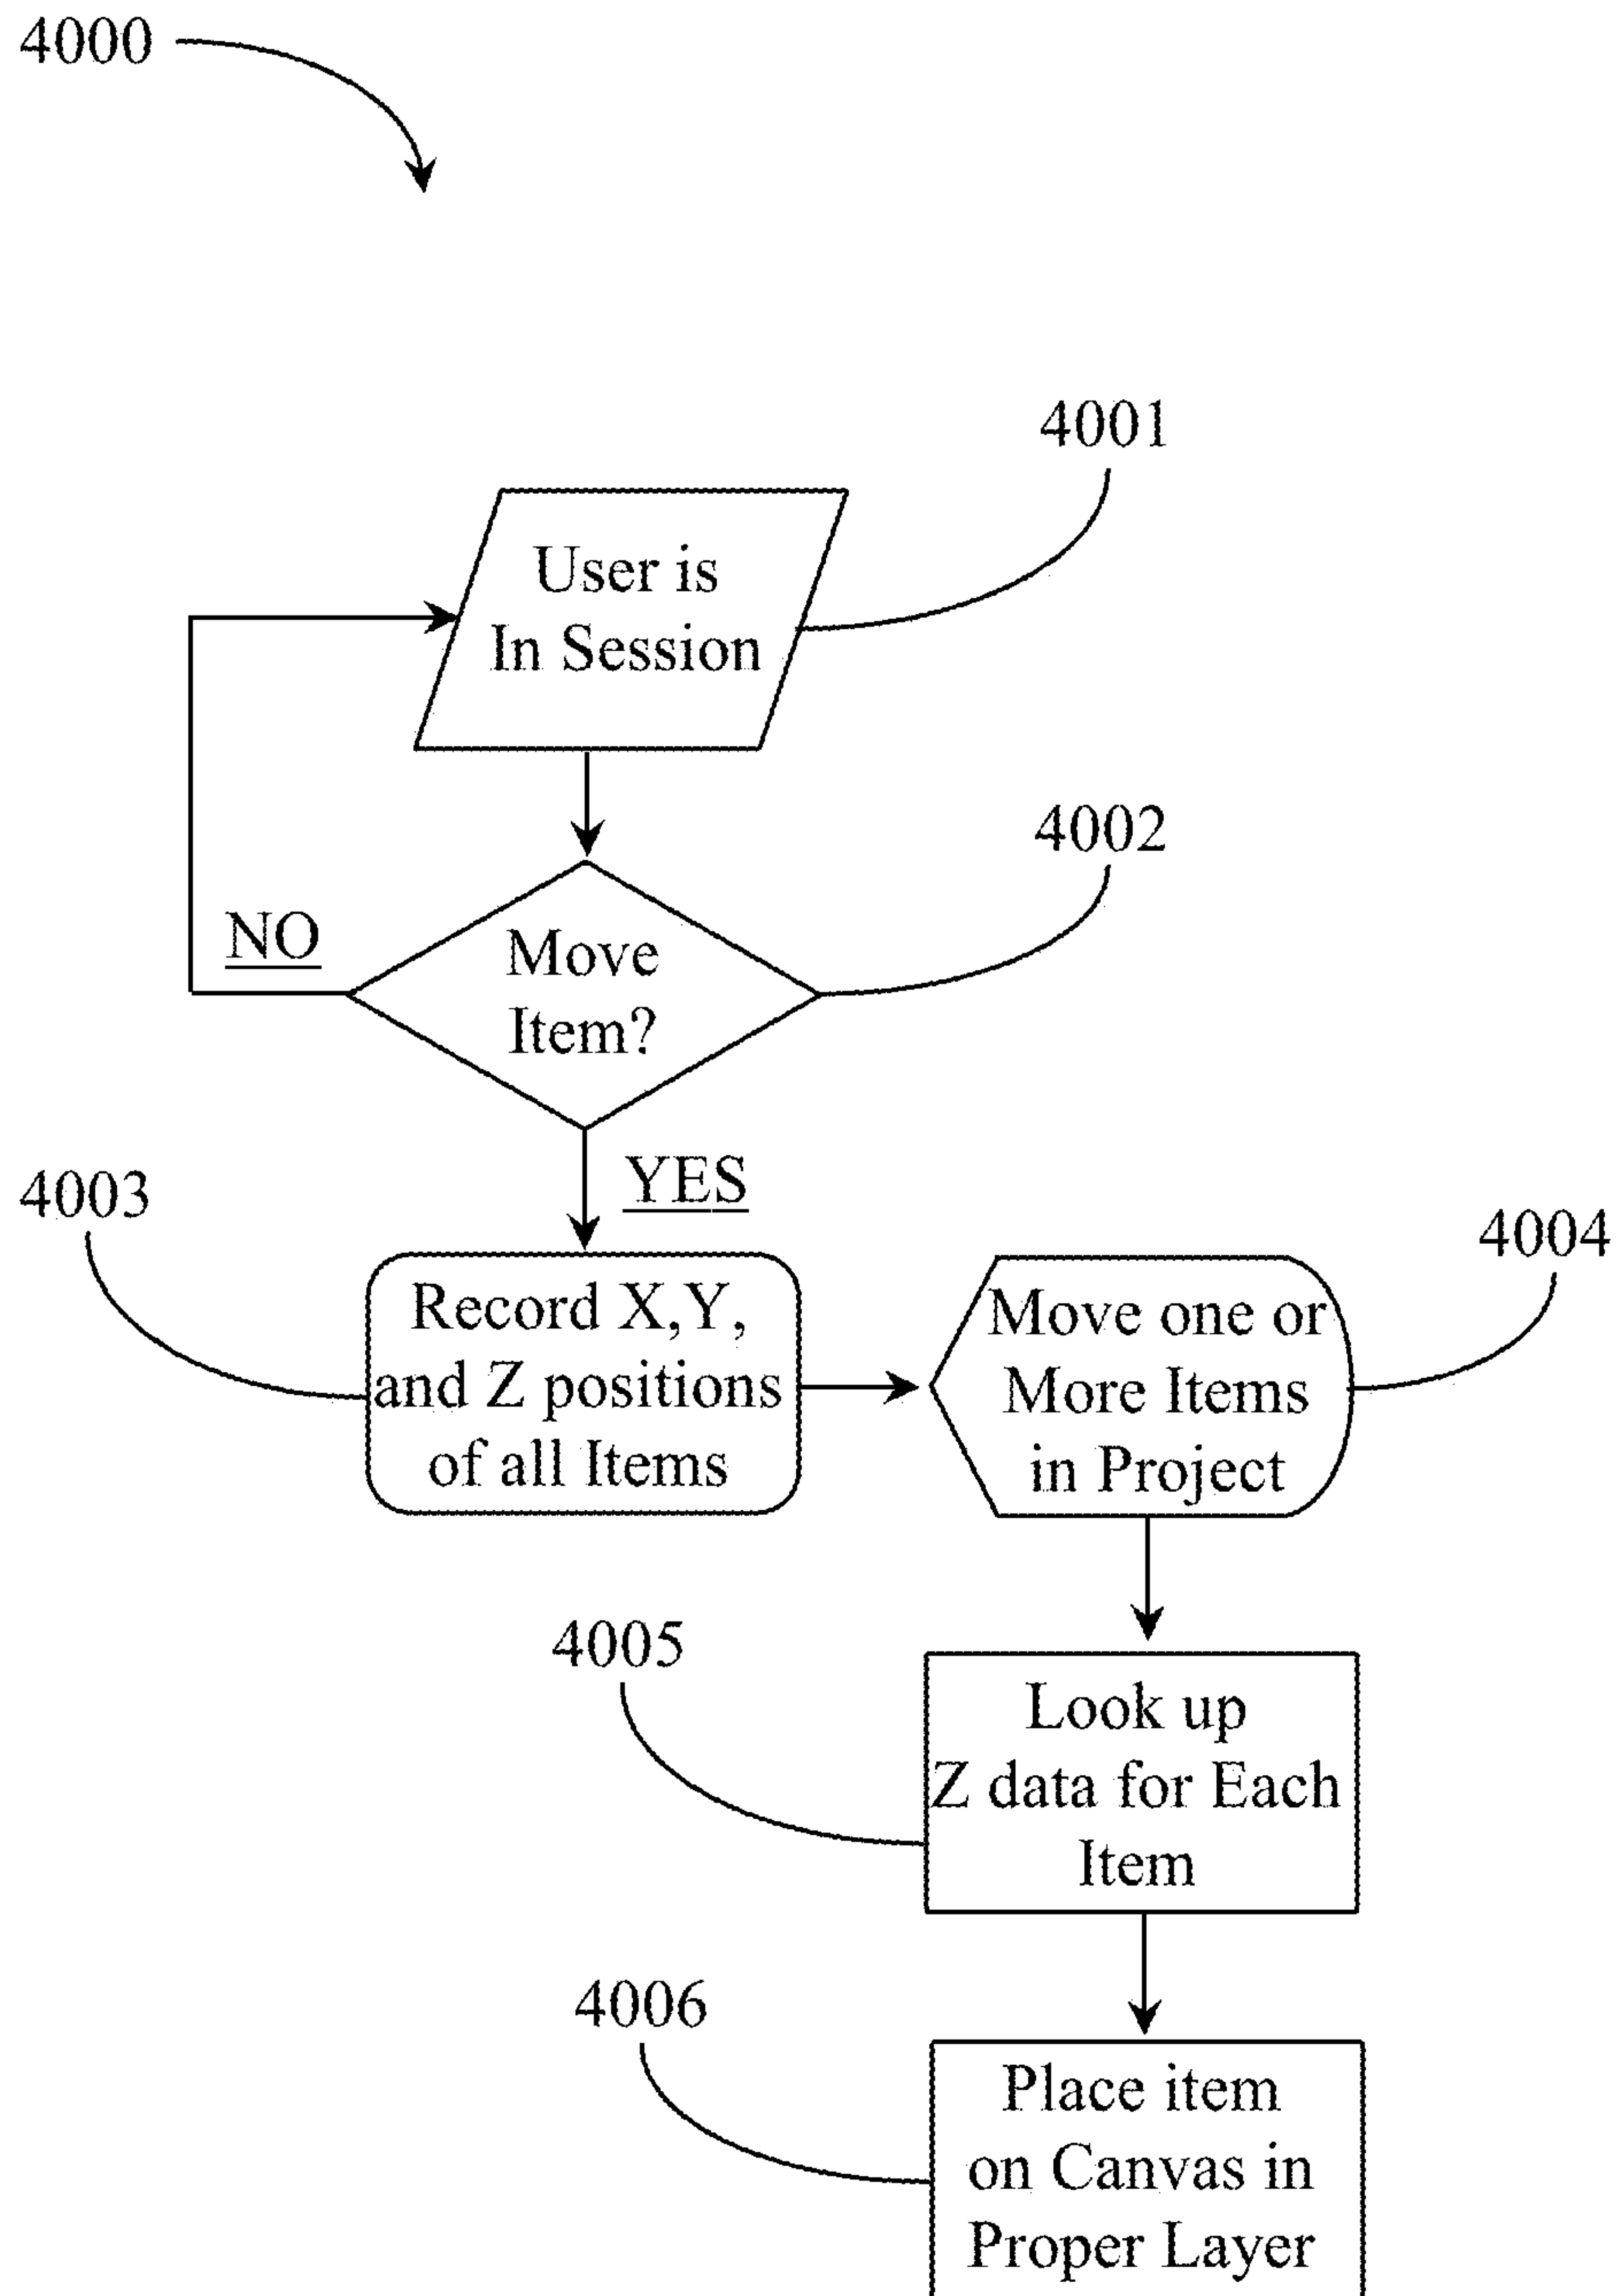 4000
4001
User is
In Session
4002
NO
Move
Item?
YES
4003
4004
Record X,Y,
and Z positions
of all Items
Move one or
More Items
in Project
4005
Look up
Z data for Each
Item
4006
Place item
on Canvas in
Proper Layer